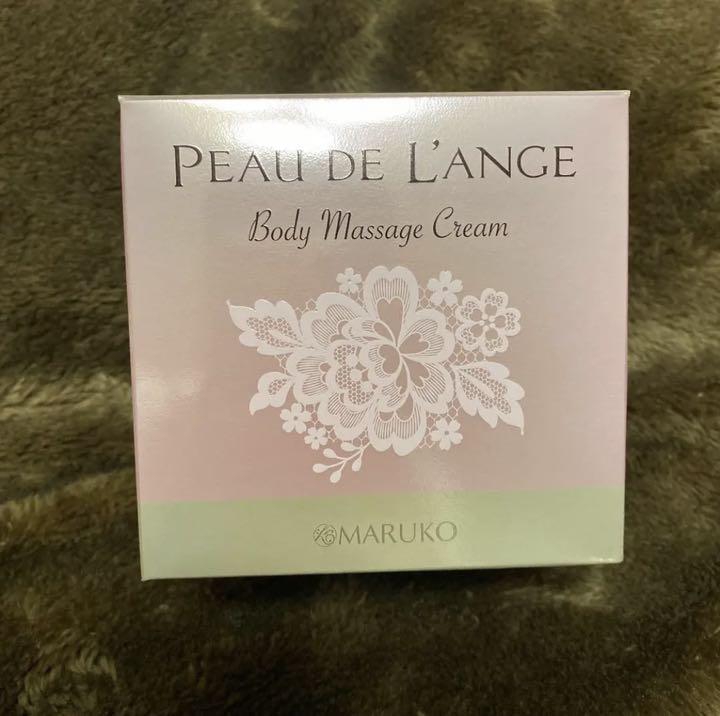 PEAU DE L'ANGE
Body Massage Cream
MARUKO